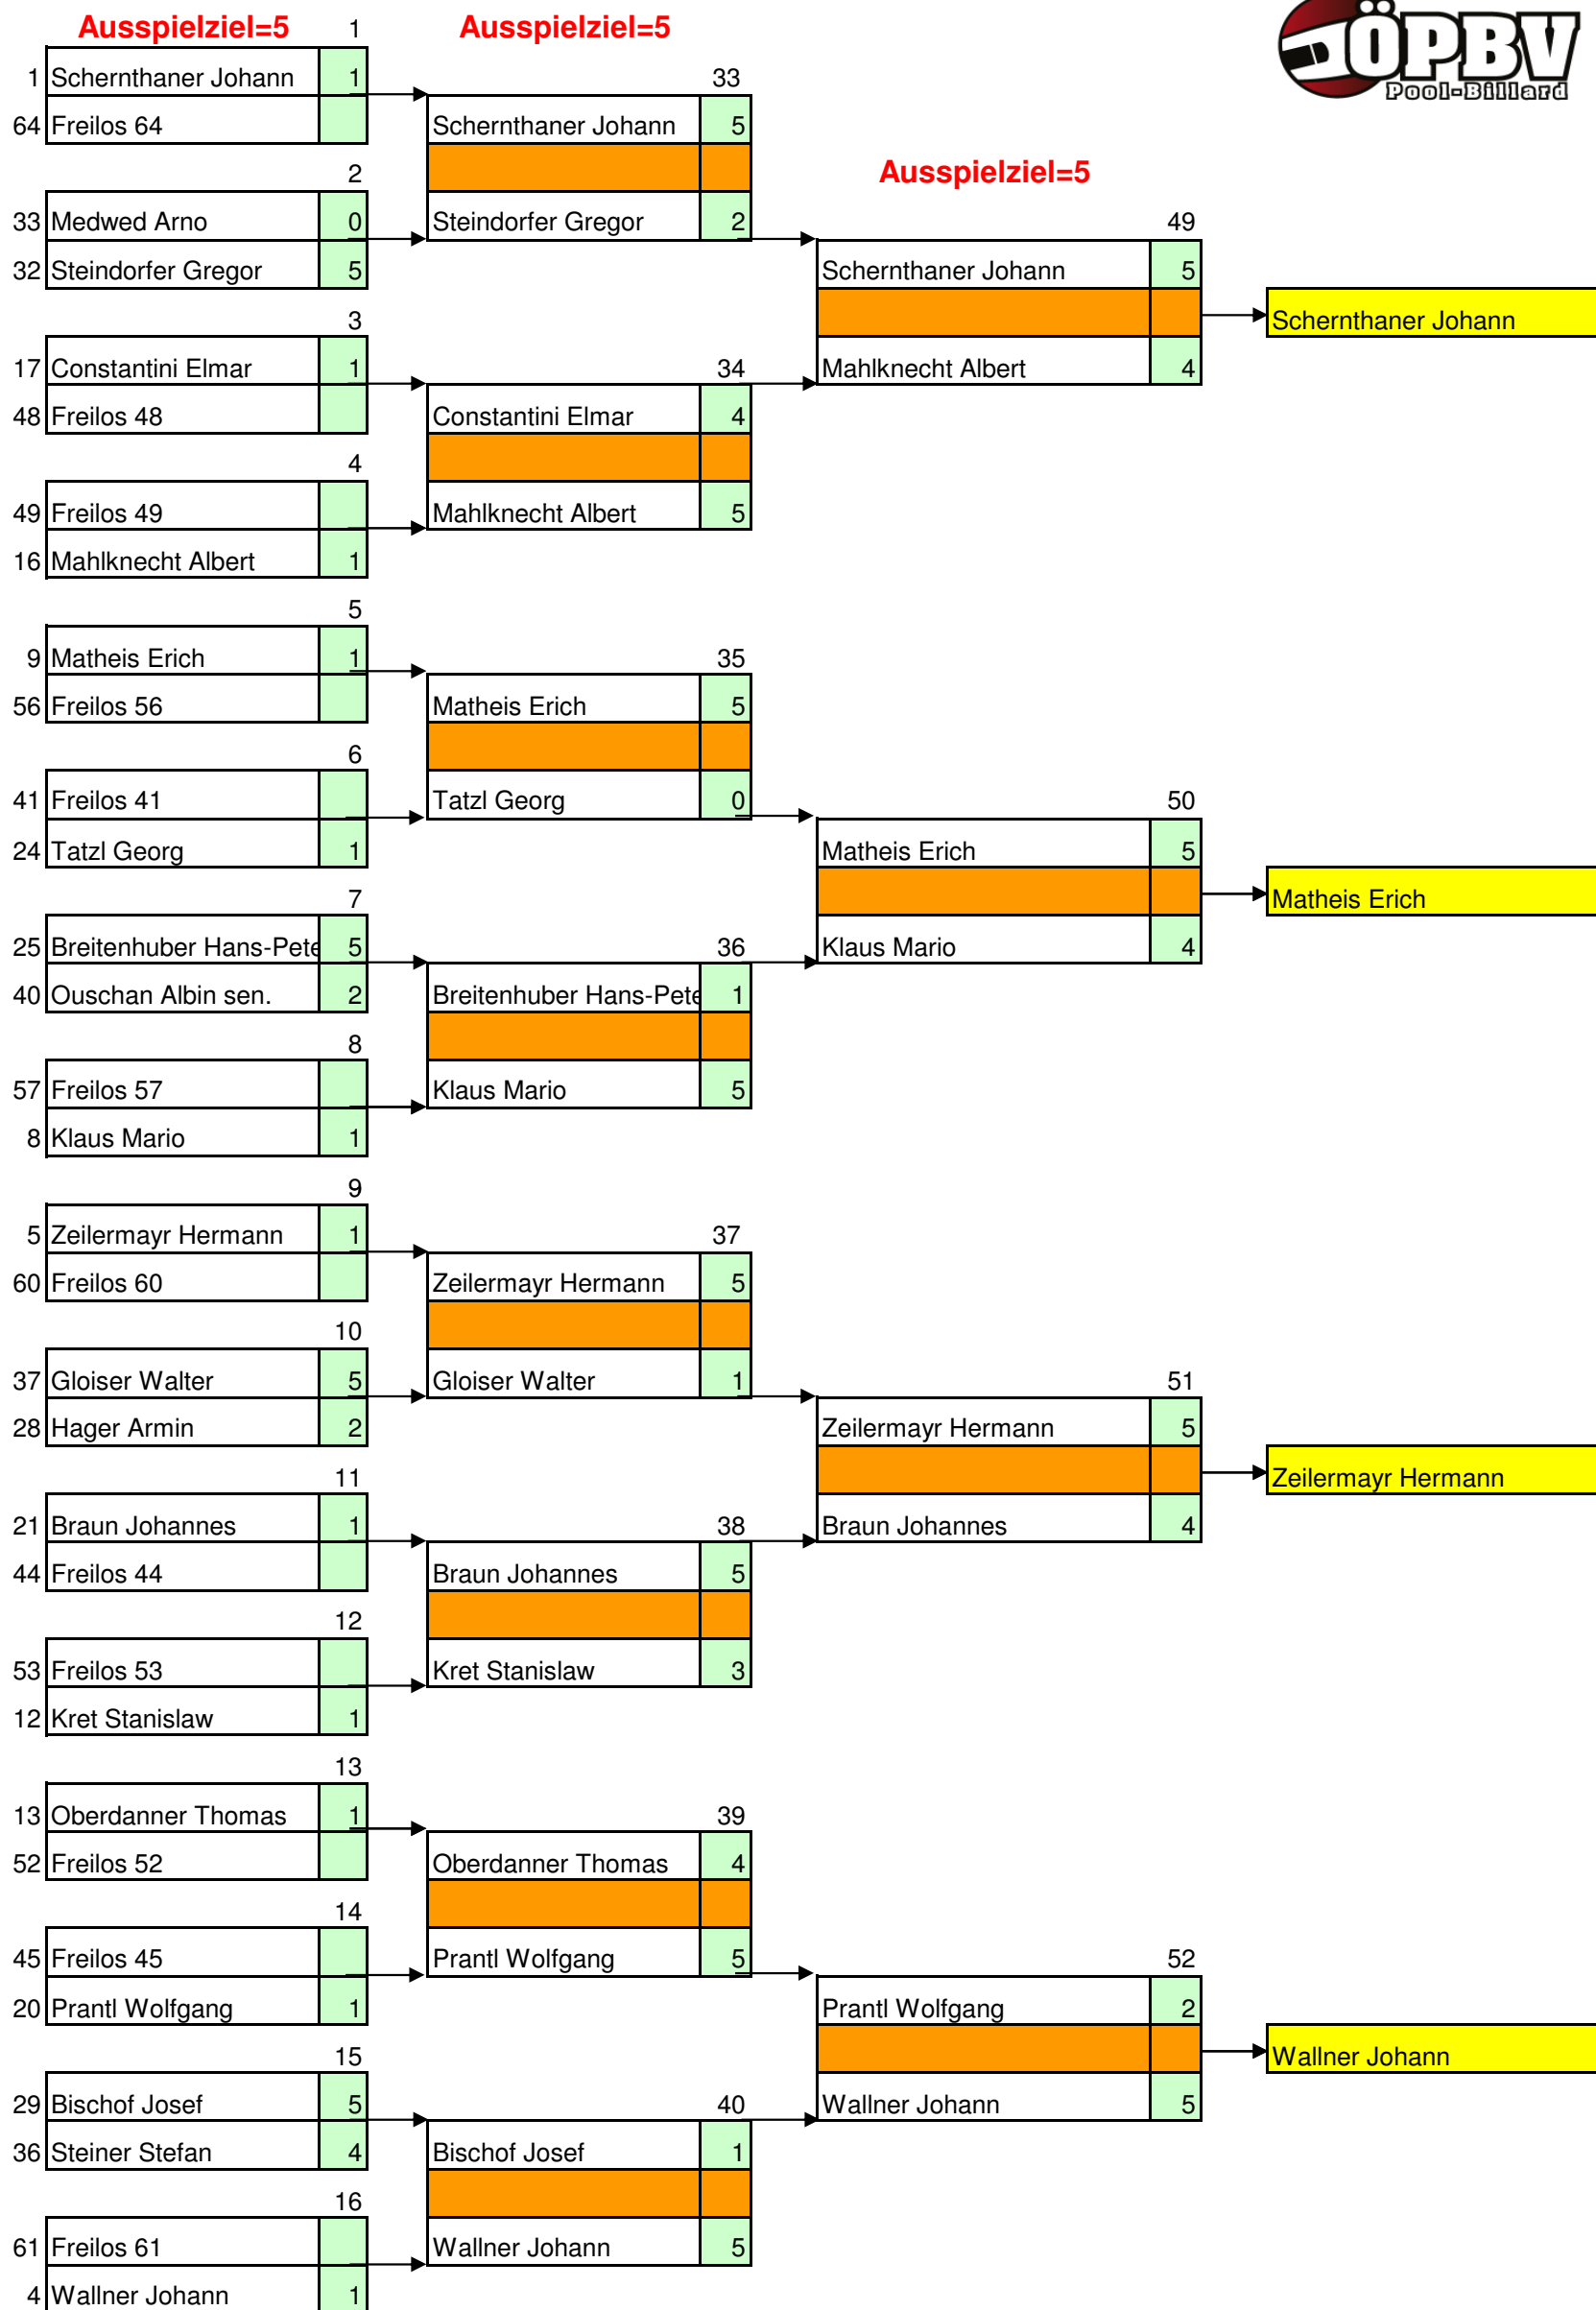 Ausspielziel=5 1 Ausspielziel=5
ÖPBV
Pool-Billard
1 Schernthaner Johann 1 33
64 Freilos 64 Schernthaner Johann 5
2 Ausspielziel=5
33 Medwed Arno 0 Steindorfer Gregor 2 49
32 Steindorfer Gregor 5 Schernthaner Johann 5
3 Schernthaner Johann
17 Constantini Elmar 1 34 Mahlknecht Albert 4
48 Freilos 48 Constantini Elmar 4
4
49 Freilos 49 Mahlknecht Albert 5
16 Mahlknecht Albert 1
5
9 Matheis Erich 1 35
56 Freilos 56 Matheis Erich 5
6
41 Freilos 41 Tatzl Georg 0 50
24 Tatzl Georg 1 Matheis Erich 5
7 Matheis Erich
25 Breitenhuber Hans-Pete 5 36 Klaus Mario 4
40 Ouschan Albin sen. 2 Breitenhuber Hans-Pete 1
8
57 Freilos 57 Klaus Mario 5
8 Klaus Mario 1
9
5 Zeilermayr Hermann 1 37
60 Freilos 60 Zeilermayr Hermann 5
10
37 Gloiser Walter 5 Gloiser Walter 1 51
28 Hager Armin 2 Zeilermayr Hermann 5
11 Zeilermayr Hermann
21 Braun Johannes 1 38 Braun Johannes 4
44 Freilos 44 Braun Johannes 5
12
53 Freilos 53 Kret Stanislaw 3
12 Kret Stanislaw 1
13
13 Oberdanner Thomas 1 39
52 Freilos 52 Oberdanner Thomas 4
14
45 Freilos 45 Prantl Wolfgang 5 52
20 Prantl Wolfgang 1 Prantl Wolfgang 2
15 Wallner Johann
29 Bischof Josef 5 40 Wallner Johann 5
36 Steiner Stefan 4 Bischof Josef 1
16
61 Freilos 61 Wallner Johann 5
4 Wallner Johann 1